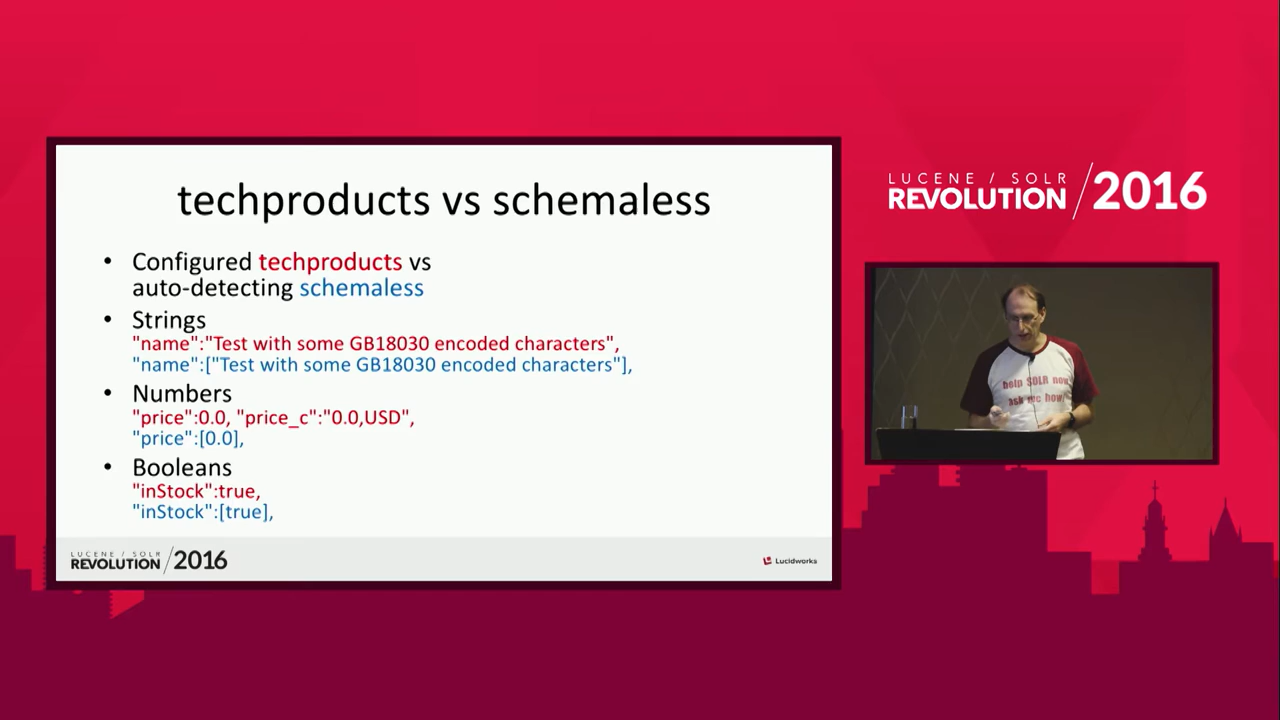 techproducts vs schemaless
• Configured techproducts vs
auto-detecting schemaless
• Strings
"name":"Test with some GB18030 encoded characters",
"name":["Test with some GB18030 encoded characters"],
• Numbers
"price":0.0, "price_c":"0.0,USD",
"price":[0.0],
• Booleans
"inStock":true,
"inStock":[true],
LUCENE / SOLR
REVOLUTION / 2016
Lucidworks
LUCENE / SOLR
REVOLUTION / 2016
help SOLR now
ask me how!